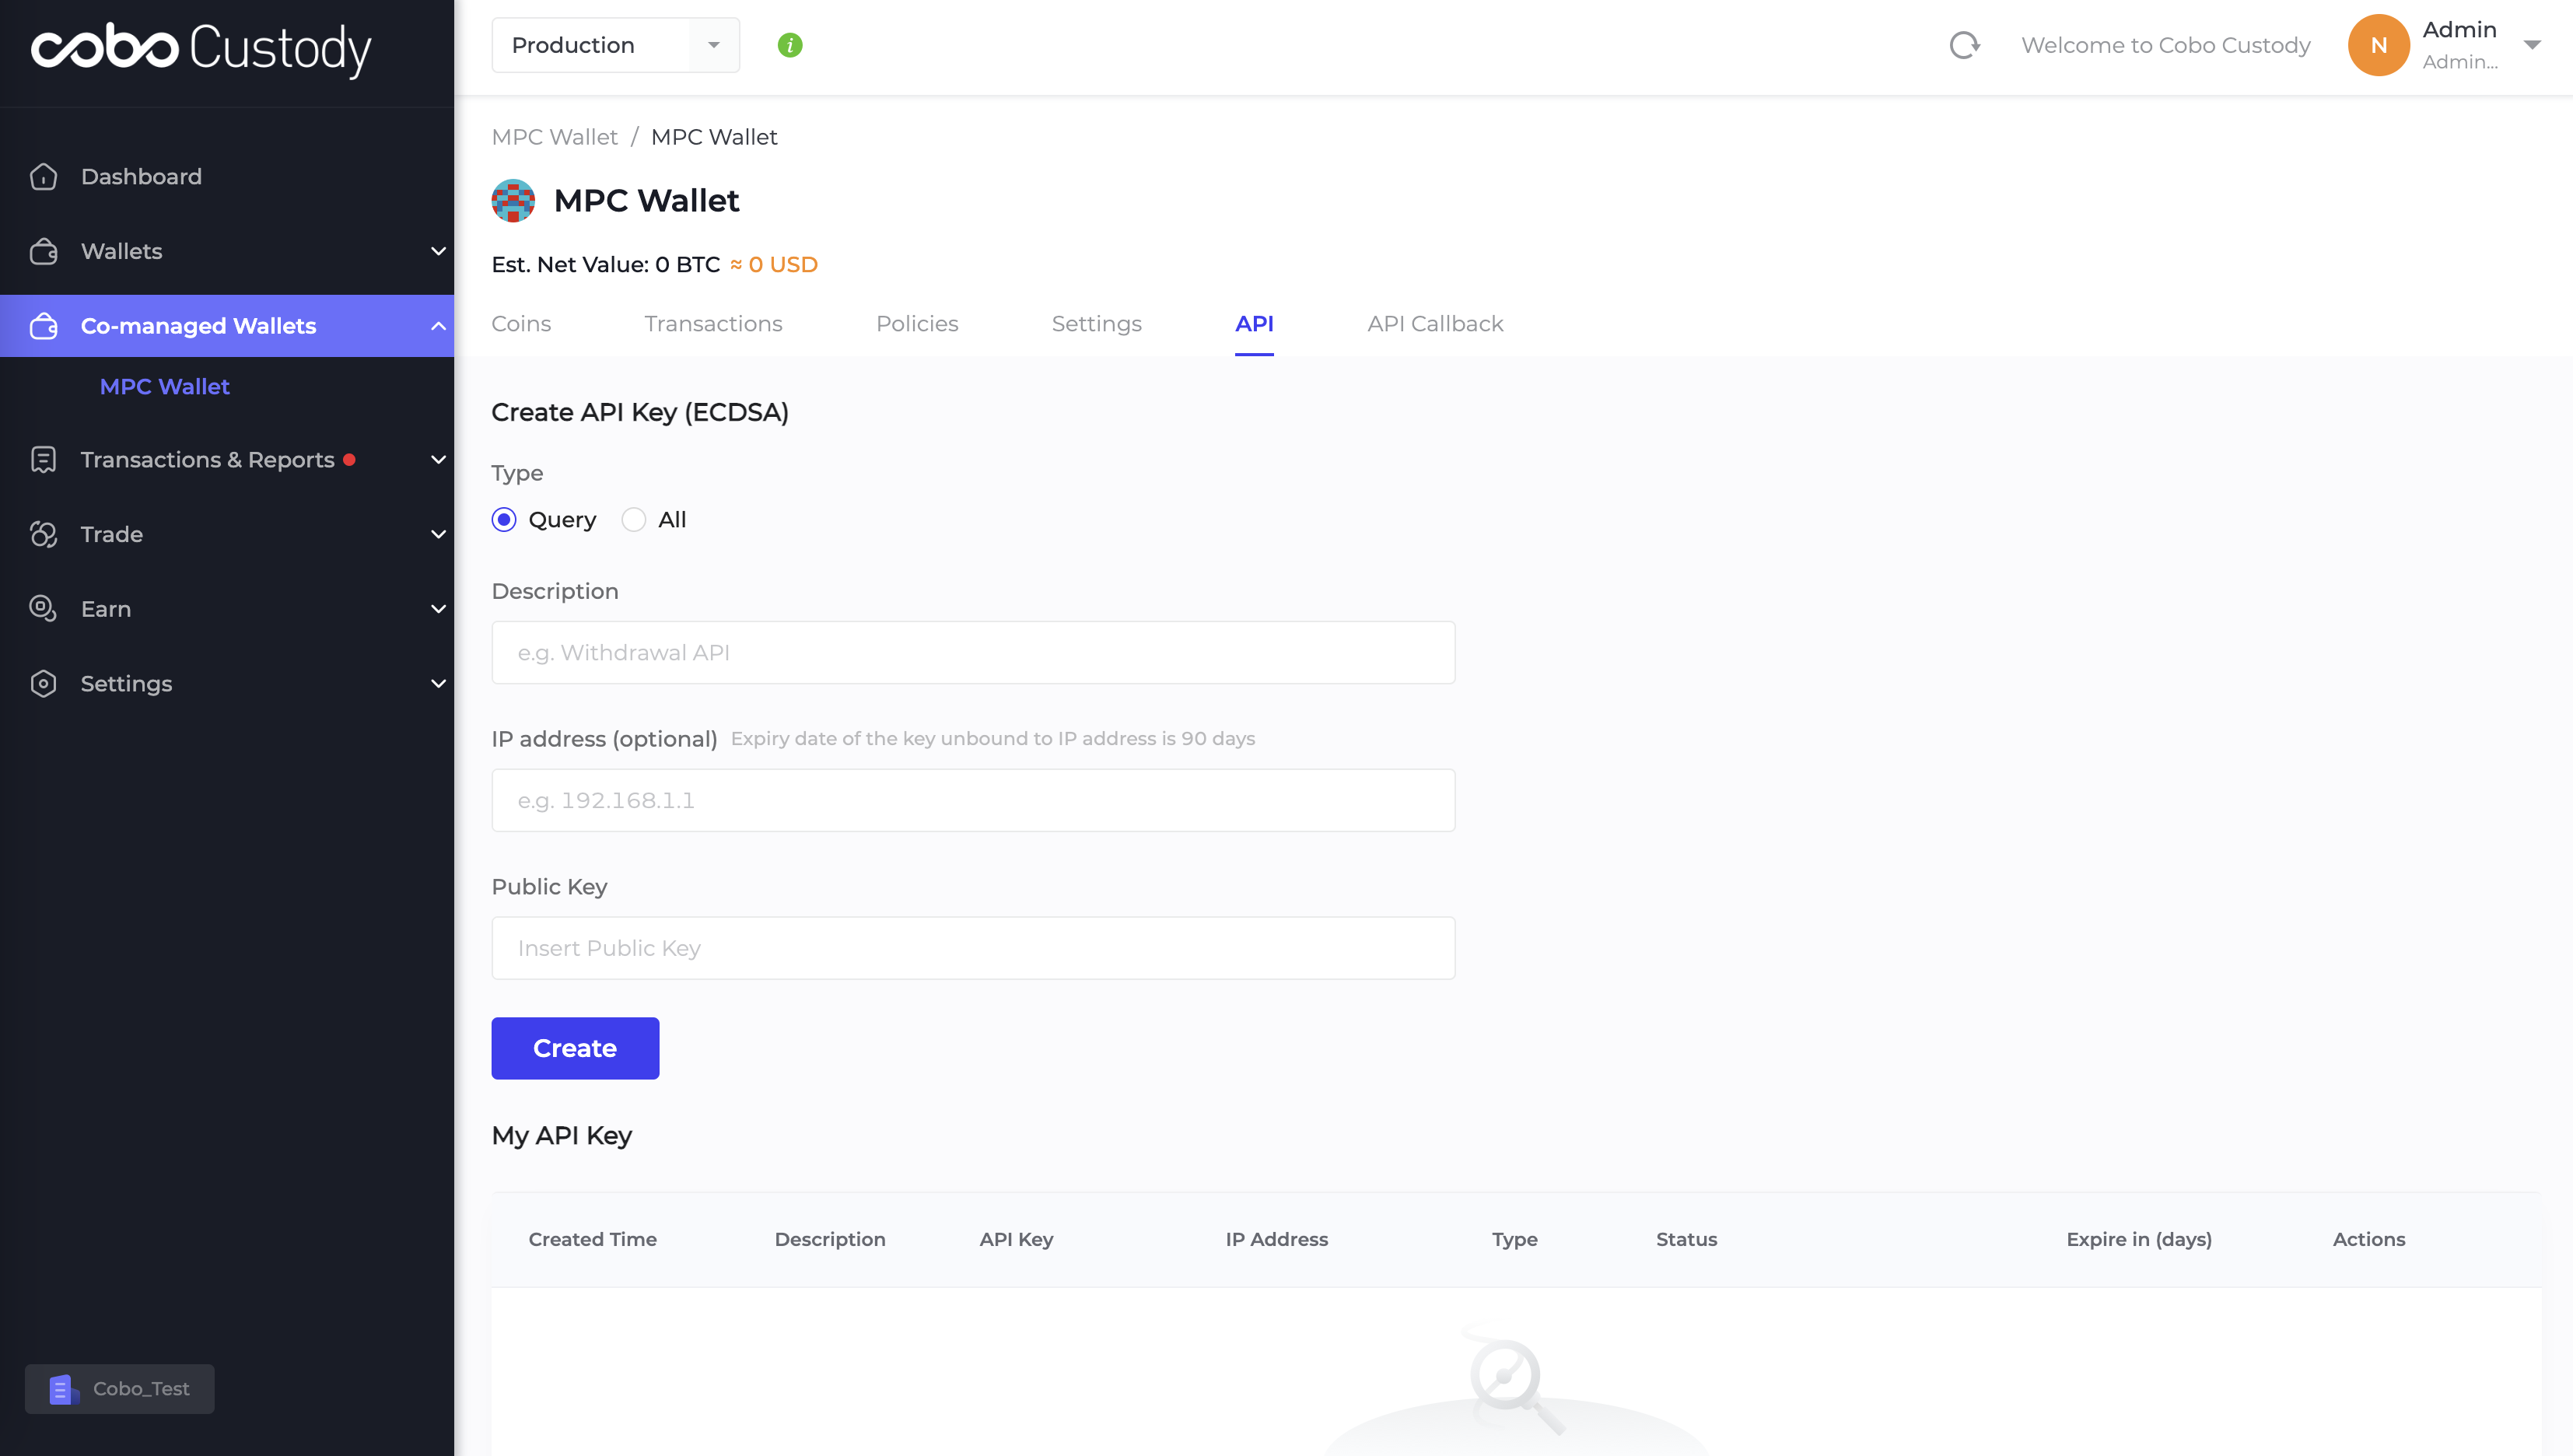 cobo Custody
Dashboard
Wallets
Co-managed Wallets
MPC Wallet
Transactions & Reports
Trade
Earn
Settings
Cobo_Test
Production
i
Welcome to Cobo Custody
N
Admin
Admin...
MPC Wallet / MPC Wallet
MPC Wallet
Est. Net Value: 0 BTC ≈ 0 USD
Coins Transactions Policies Settings API API Callback
Create API Key (ECDSA)
Type
Query All
Description
e.g. Withdrawal API
IP address (optional) Expiry date of the key unbound to IP address is 90 days
e.g. 192.168.1.1
Public Key
Insert Public Key
Create
My API Key
Created Time Description API Key IP Address Type Status Expire in (days) Actions